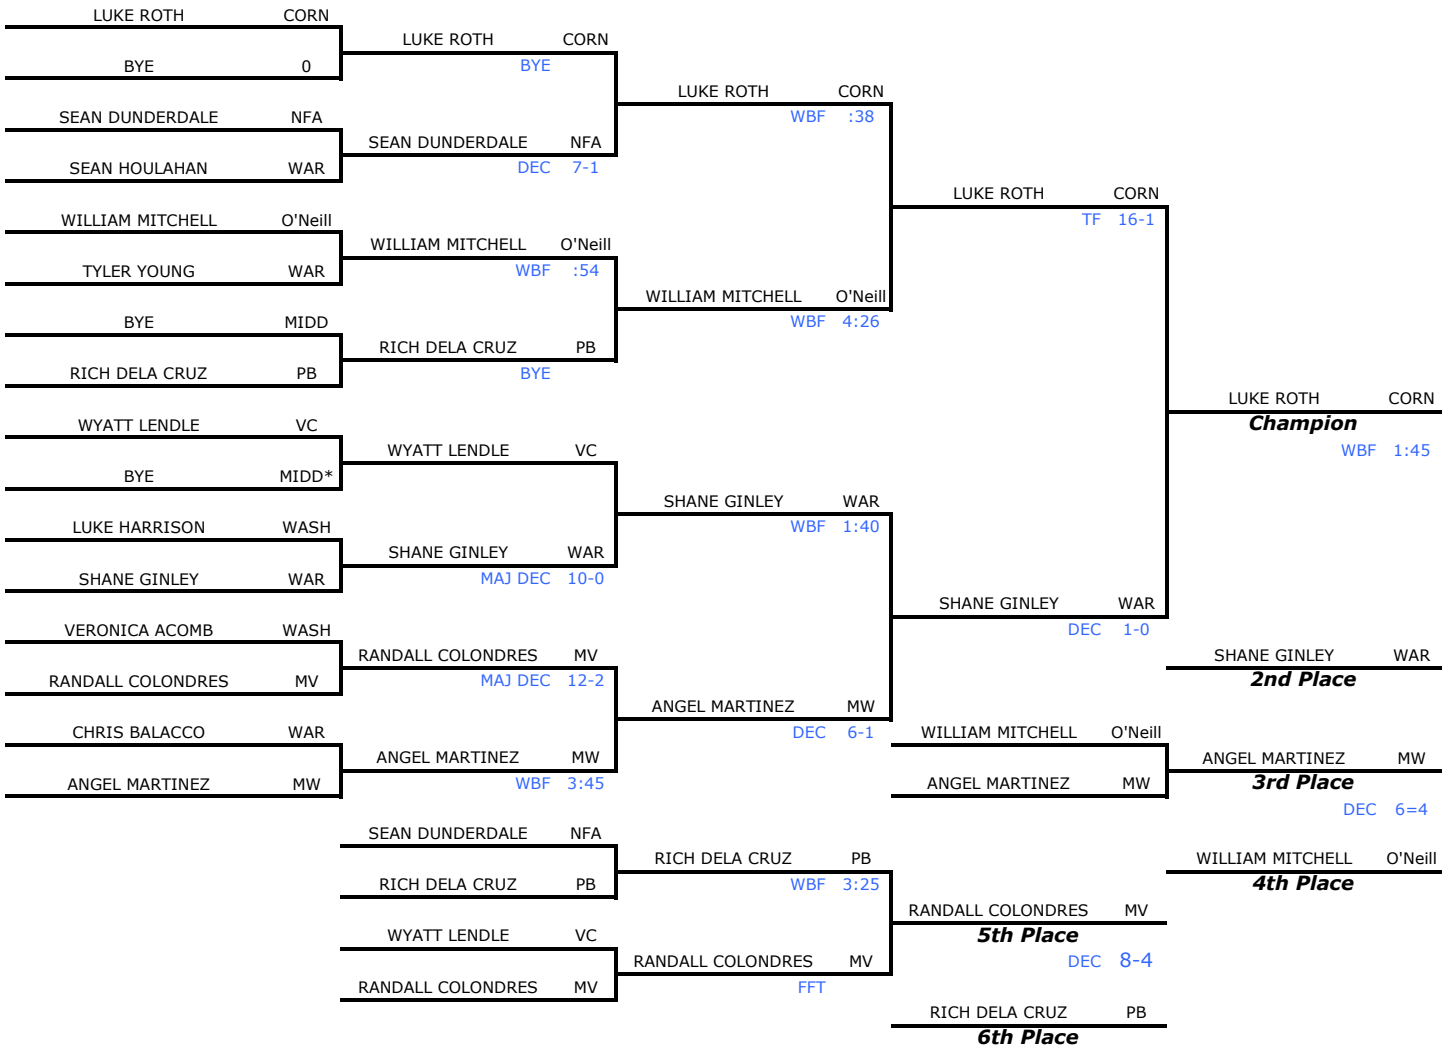 LUKE ROTH CORN
BYE 0
SEAN DUNDERDALE NFA
SEAN HOULAHAN WAR
WILLIAM MITCHELL O'Neill
TYLER YOUNG WAR
BYE MIDD
RICH DELA CRUZ PB
WYATT LENDLE VC
BYE MIDD*
LUKE HARRISON WASH
SHANE GINLEY WAR
VERONICA ACOMB WASH
RANDALL COLONDRES MV
CHRIS BALACCO WAR
ANGEL MARTINEZ MW
LUKE ROTH CORN
BYE
SEAN DUNDERDALE NFA
DEC 7-1
WILLIAM MITCHELL O'Neill
WBF :54
RICH DELA CRUZ PB
BYE
WYATT LENDLE VC
SHANE GINLEY WAR
MAJ DEC 10-0
RANDALL COLONDRES MV
MAJ DEC 12-2
ANGEL MARTINEZ MW
WBF 3:45
SEAN DUNDERDALE NFA
RICH DELA CRUZ PB
WYATT LENDLE VC
RANDALL COLONDRES MV
LUKE ROTH CORN
WBF :38
WILLIAM MITCHELL O'Neill
WBF 4:26
SHANE GINLEY WAR
WBF 1:40
ANGEL MARTINEZ MW
DEC 6-1
RICH DELA CRUZ PB
WBF 3:25
RANDALL COLONDRES MV
FFT
LUKE ROTH CORN
TF 16-1
SHANE GINLEY WAR
DEC 1-0
WILLIAM MITCHELL O'Neill
ANGEL MARTINEZ MW
RANDALL COLONDRES MV
5th Place
DEC 8-4
RICH DELA CRUZ PB
6th Place
LUKE ROTH CORN
Champion
WBF 1:45
SHANE GINLEY WAR
2nd Place
ANGEL MARTINEZ MW
3rd Place
DEC 6=4
WILLIAM MITCHELL O'Neill
4th Place